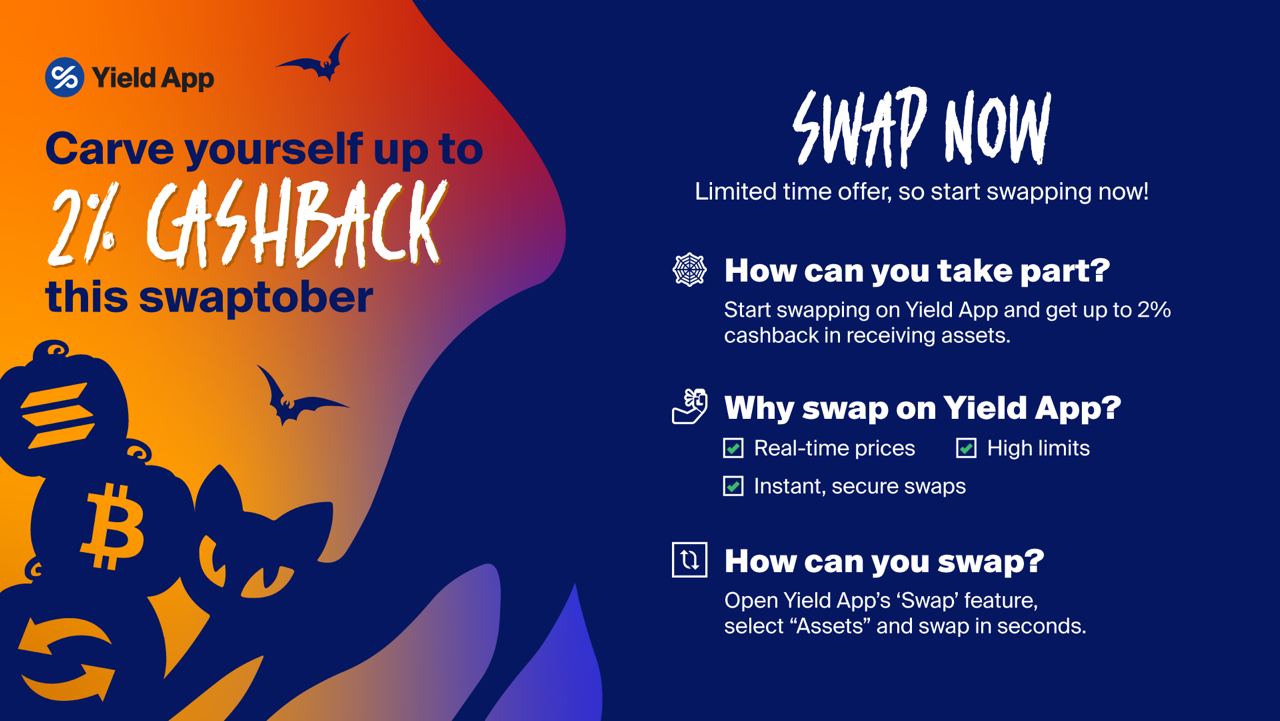 Yield App
Carve yourself up to
2% CASHBACK
this swaptober
SWAP NOW
Limited time offer, so start swapping now!
How can you take part?
Start swapping on Yield App and get up to 2%
cashback in receiving assets.
Why swap on Yield App?
Real-time prices
High limits
Instant, secure swaps
How can you swap?
Open Yield App’s ‘Swap’ feature,
select “Assets” and swap in seconds.